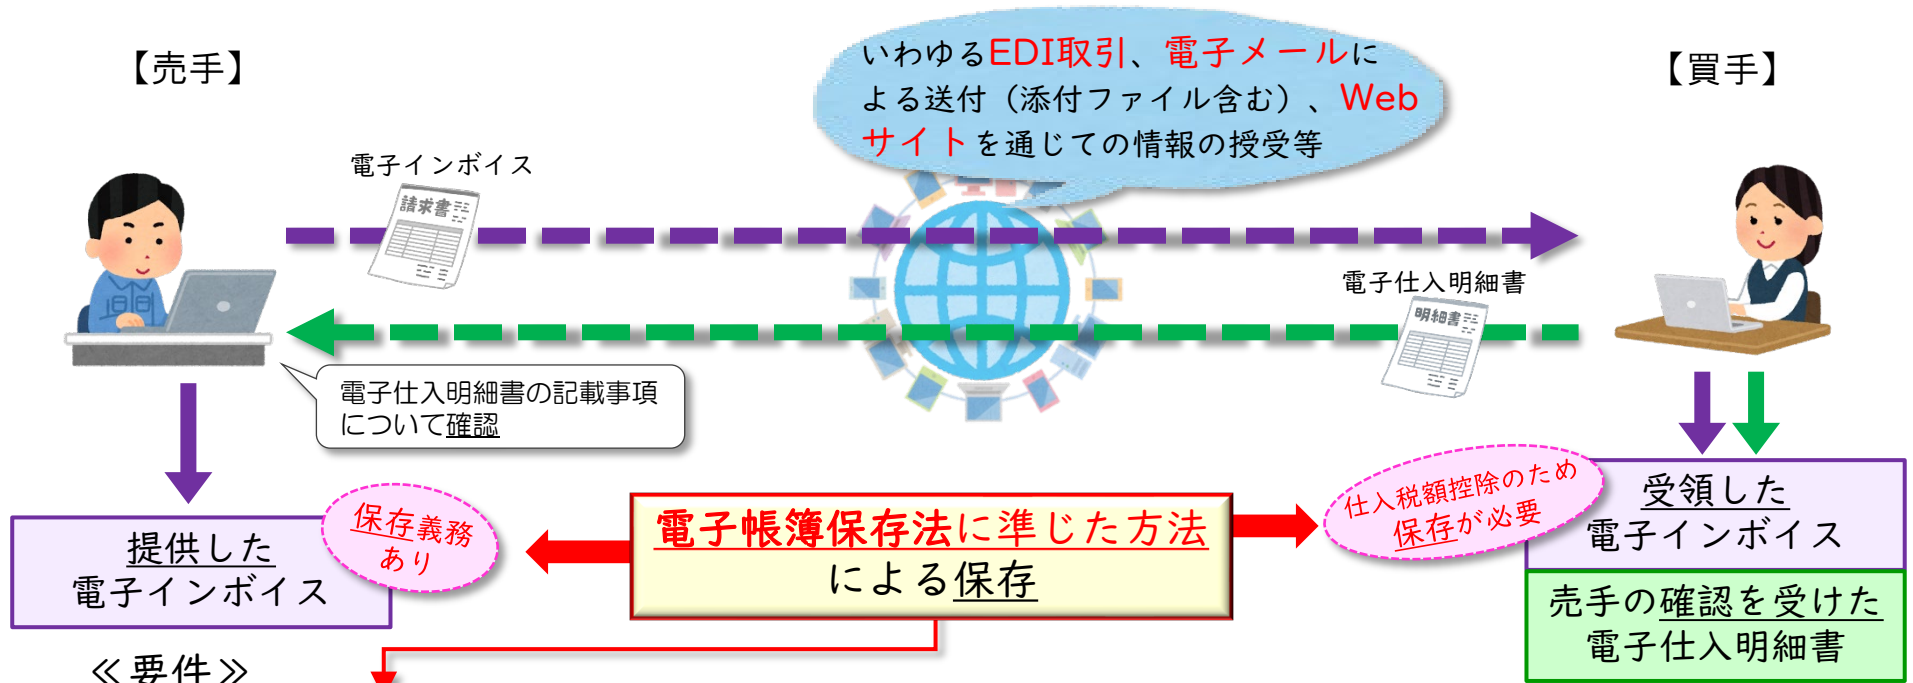 【売手】
いわゆるEDI取引、電子メールに
よる送付（添付ファイル含む）、Web
サイトを通じての情報の授受等
【買手】
電子インボイス
請求書
電子仕入明細書
明細書
電子仕入明細書の記載事項
について確認
提供した
電子インボイス
保存義務
あり
電子帳簿保存法に準じた方法
による保存
仕入税額控除のため
保存が必要
受領した
電子インボイス
売手の確認を受けた
電子仕入明細書
≪要件≫